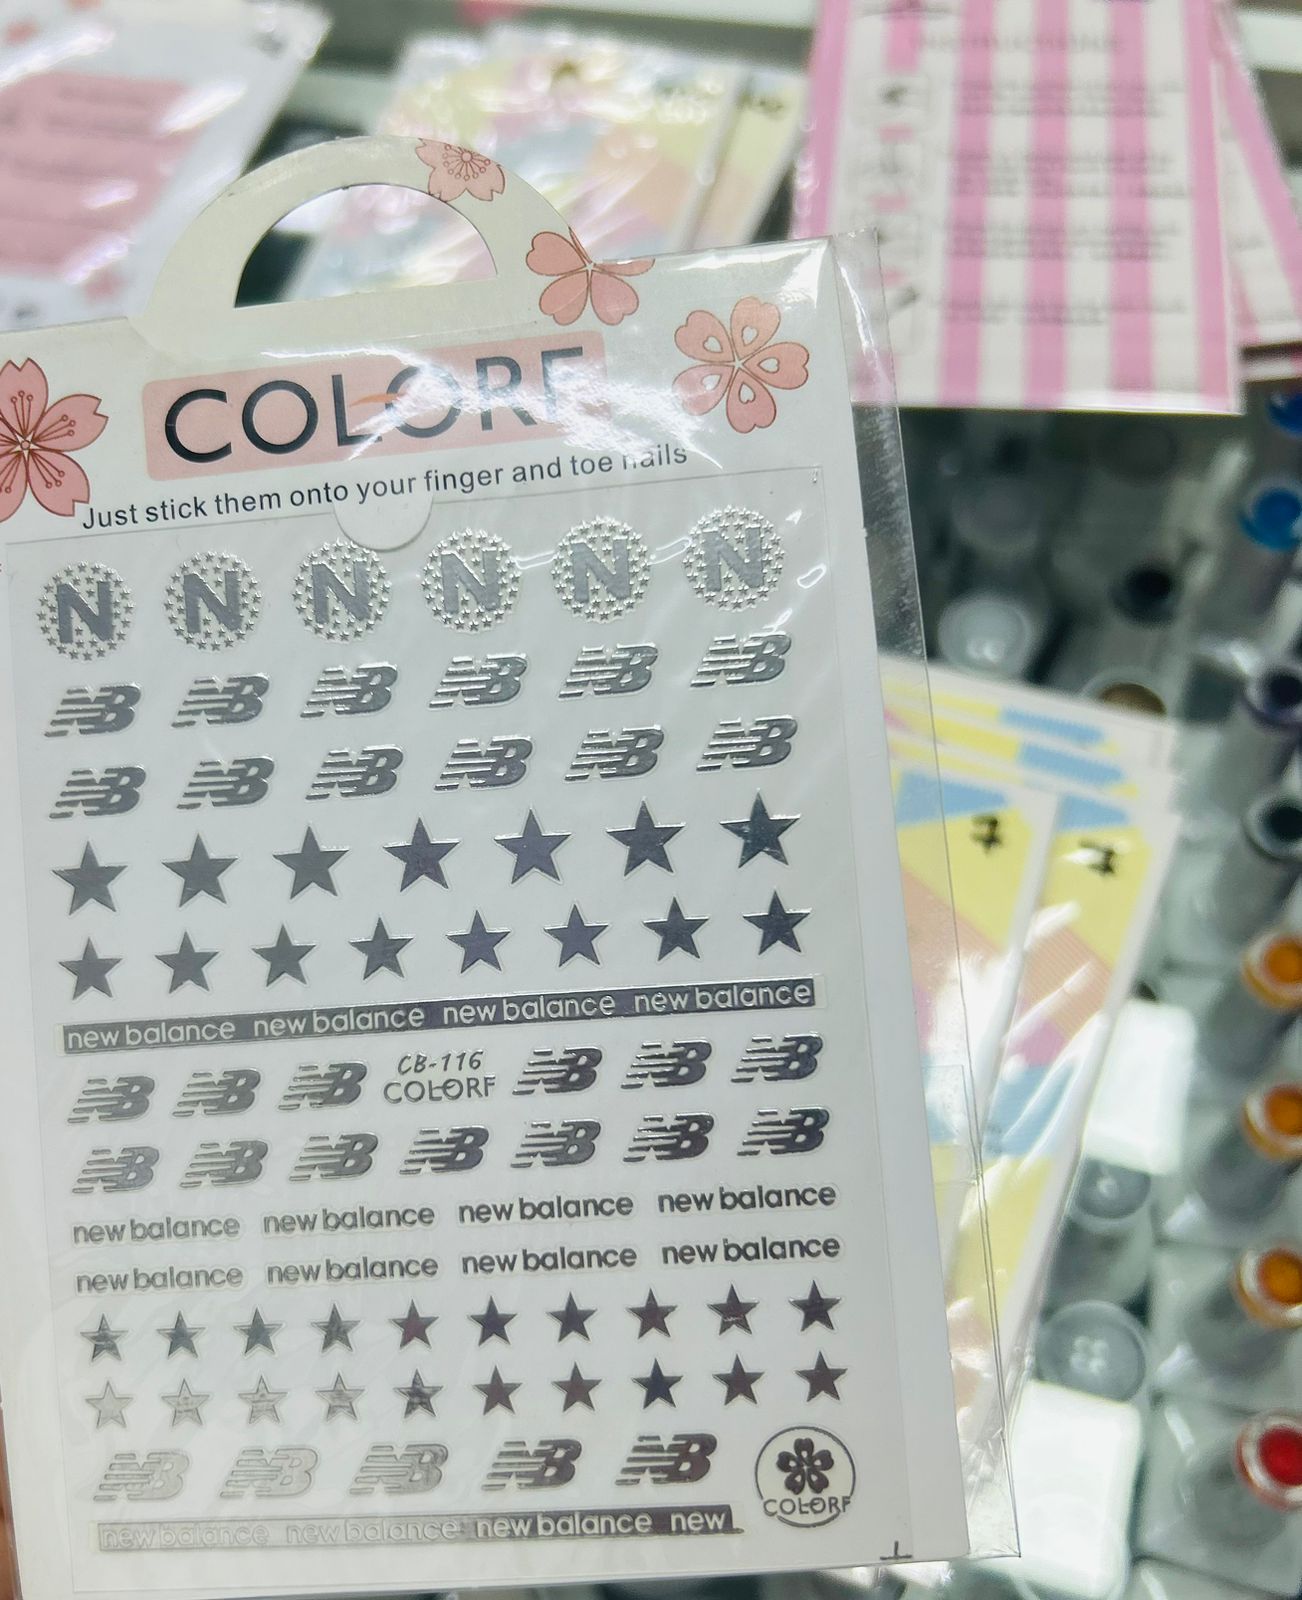 COLORF
Just stick them onto your finger and toe nails
N N N N N N
NB NB NB NB NB NB
NB NB NB NB NB NB
new balance new balance new balance new balance
NB NB NB CB-116 NB NB NB
COLORF
NB NB NB NB NB NB NB
new balance new balance new balance new balance
new balance new balance new balance new balance
NB NB NB NB NB
COLORF
new balance new balance new balance new